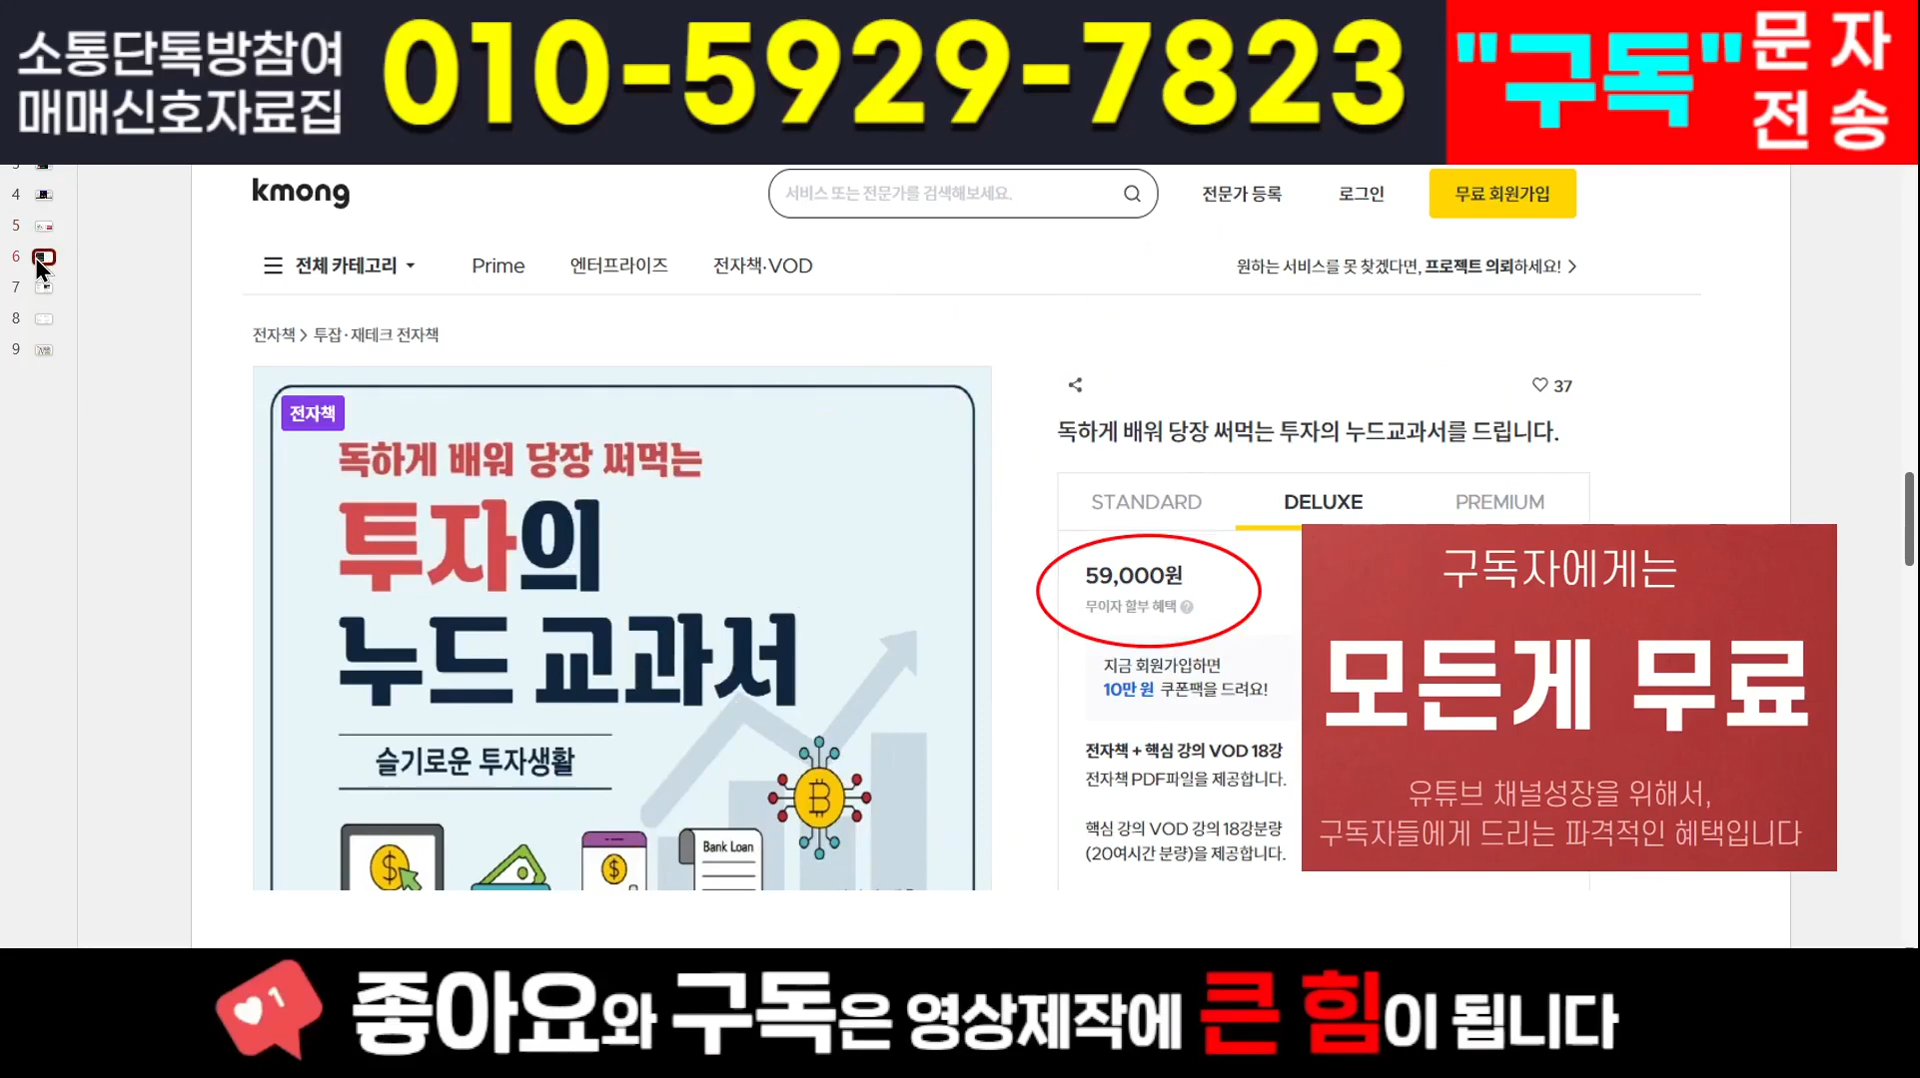 소통단톡방참여
매매신호자료집
010-5929-7823
"구독"
문자
전송
4
5
6
7
8
9
kmong
서비스 또는 전문가를 검색해보세요.
전문가 등록
로그인
무료 회원가입
전체 카테고리
Prime
엔터프라이즈
전자책·VOD
원하는 서비스를 못 찾겠다면, 프로젝트 의뢰하세요!
전자책 > 투잡·재테크 전자책
전자책
독하게 배워 당장 써먹는
투자의
누드 교과서
슬기로운 투자생활
Bank Loan
37
독하게 배워 당장 써먹는 투자의 누드교과서를 드립니다.
STANDARD
DELUXE
PREMIUM
59,000원
무이자 할부 혜택 ?
지금 회원가입하면
10만 원 쿠폰팩을 드려요!
전자책 + 핵심 강의 VOD 18강
전자책 PDF파일을 제공합니다.
핵심 강의 VOD 강의 18강분량
(20여시간 분량)을 제공합니다.
구독자에게는
모든게 무료
유튜브 채널성장을 위해서,
구독자들에게 드리는 파격적인 혜택입니다
1
좋아요와 구독은 영상제작에 큰 힘이 됩니다